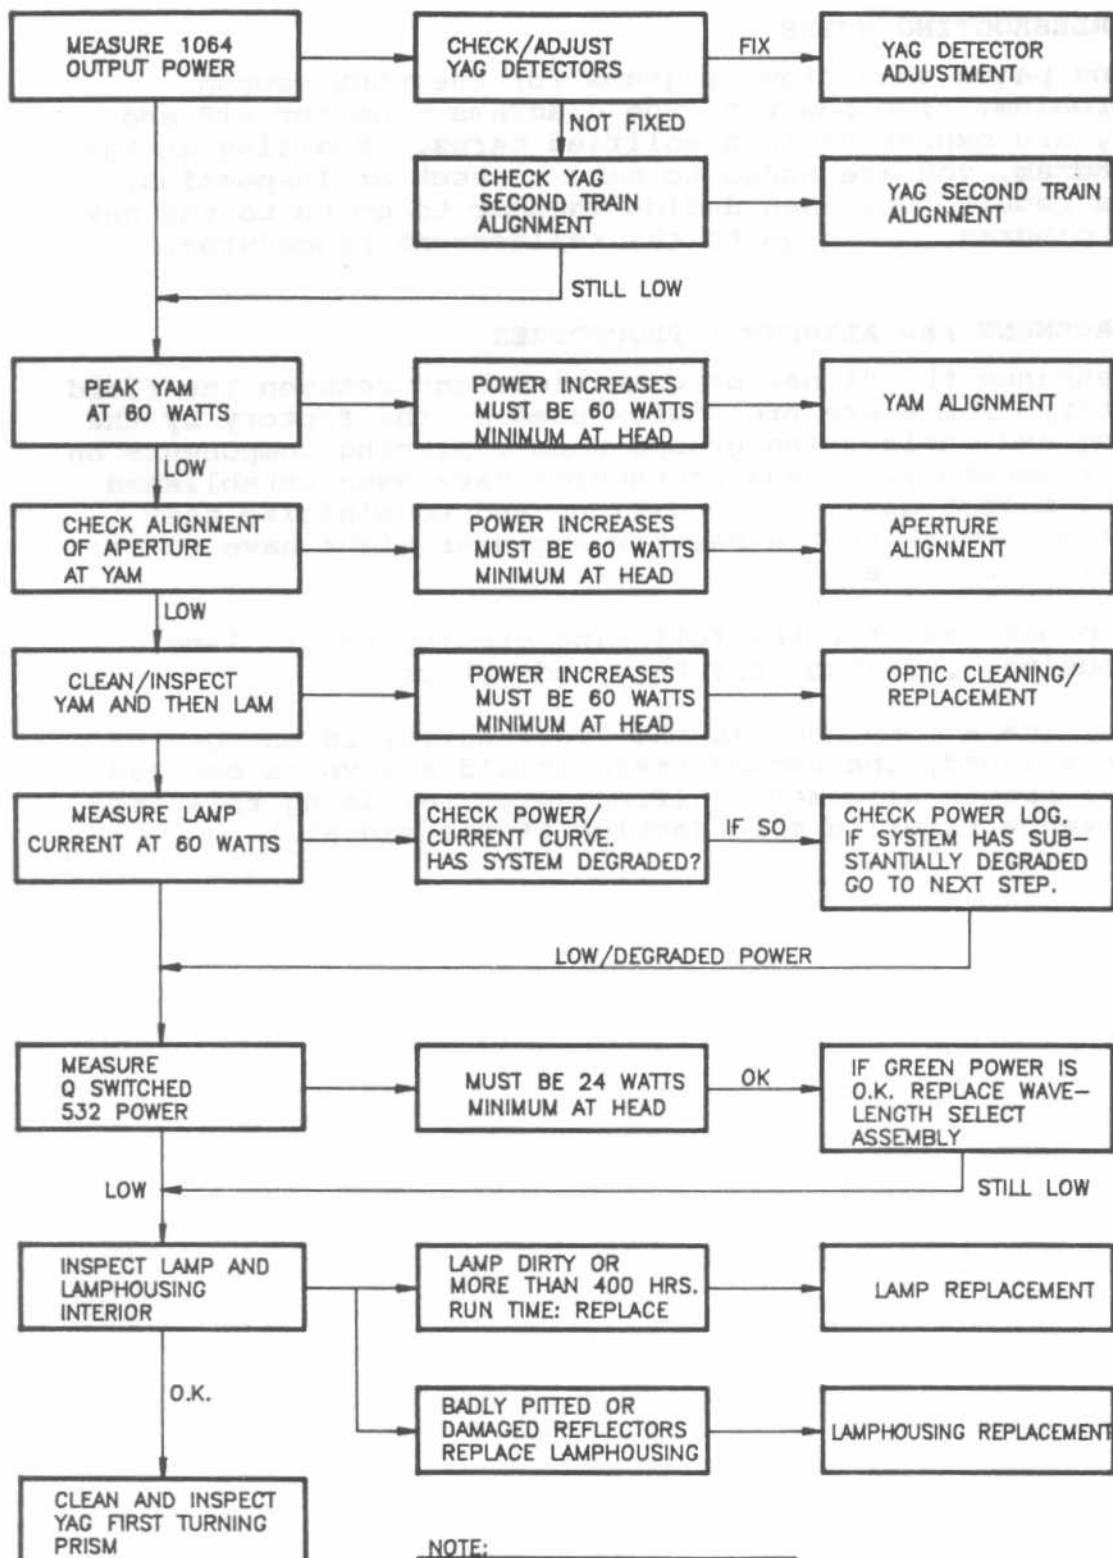 MEASURE 1064
OUTPUT POWER
CHECK/ADJUST
YAG DETECTORS
FIX
YAG DETECTOR
ADJUSTMENT
NOT FIXED
CHECK YAG
SECOND TRAIN
ALIGNMENT
YAG SECOND TRAIN
ALIGNMENT
STILL LOW
PEAK YAM
AT 60 WATTS
POWER INCREASES
MUST BE 60 WATTS
MINIMUM AT HEAD
YAM ALIGNMENT
LOW
CHECK ALIGNMENT
OF APERTURE
AT YAM
POWER INCREASES
MUST BE 60 WATTS
MINIMUM AT HEAD
APERTURE
ALIGNMENT
LOW
CLEAN/INSPECT
YAM AND THEN LAM
POWER INCREASES
MUST BE 60 WATTS
MINIMUM AT HEAD
OPTIC CLEANING/
REPLACEMENT
MEASURE LAMP
CURRENT AT 60 WATTS
CHECK POWER/
CURRENT CURVE.
HAS SYSTEM DEGRADED?
IF SO
CHECK POWER LOG.
IF SYSTEM HAS SUB-
STANTIALLY DEGRADED
GO TO NEXT STEP.
LOW/DEGRADED POWER
MEASURE
Q SWITCHED
532 POWER
MUST BE 24 WATTS
MINIMUM AT HEAD
OK
IF GREEN POWER IS
O.K. REPLACE WAVE-
LENGTH SELECT
ASSEMBLY
LOW
STILL LOW
INSPECT LAMP AND
LAMPHOUSING
INTERIOR
LAMP DIRTY OR
MORE THAN 400 HRS.
RUN TIME: REPLACE
LAMP REPLACEMENT
O.K.
BADLY PITTED OR
DAMAGED REFLECTORS
REPLACE LAMPHOUSING
LAMPHOUSING REPLACEMENT
CLEAN AND INSPECT
YAG FIRST TURNING
PRISM
NOTE: